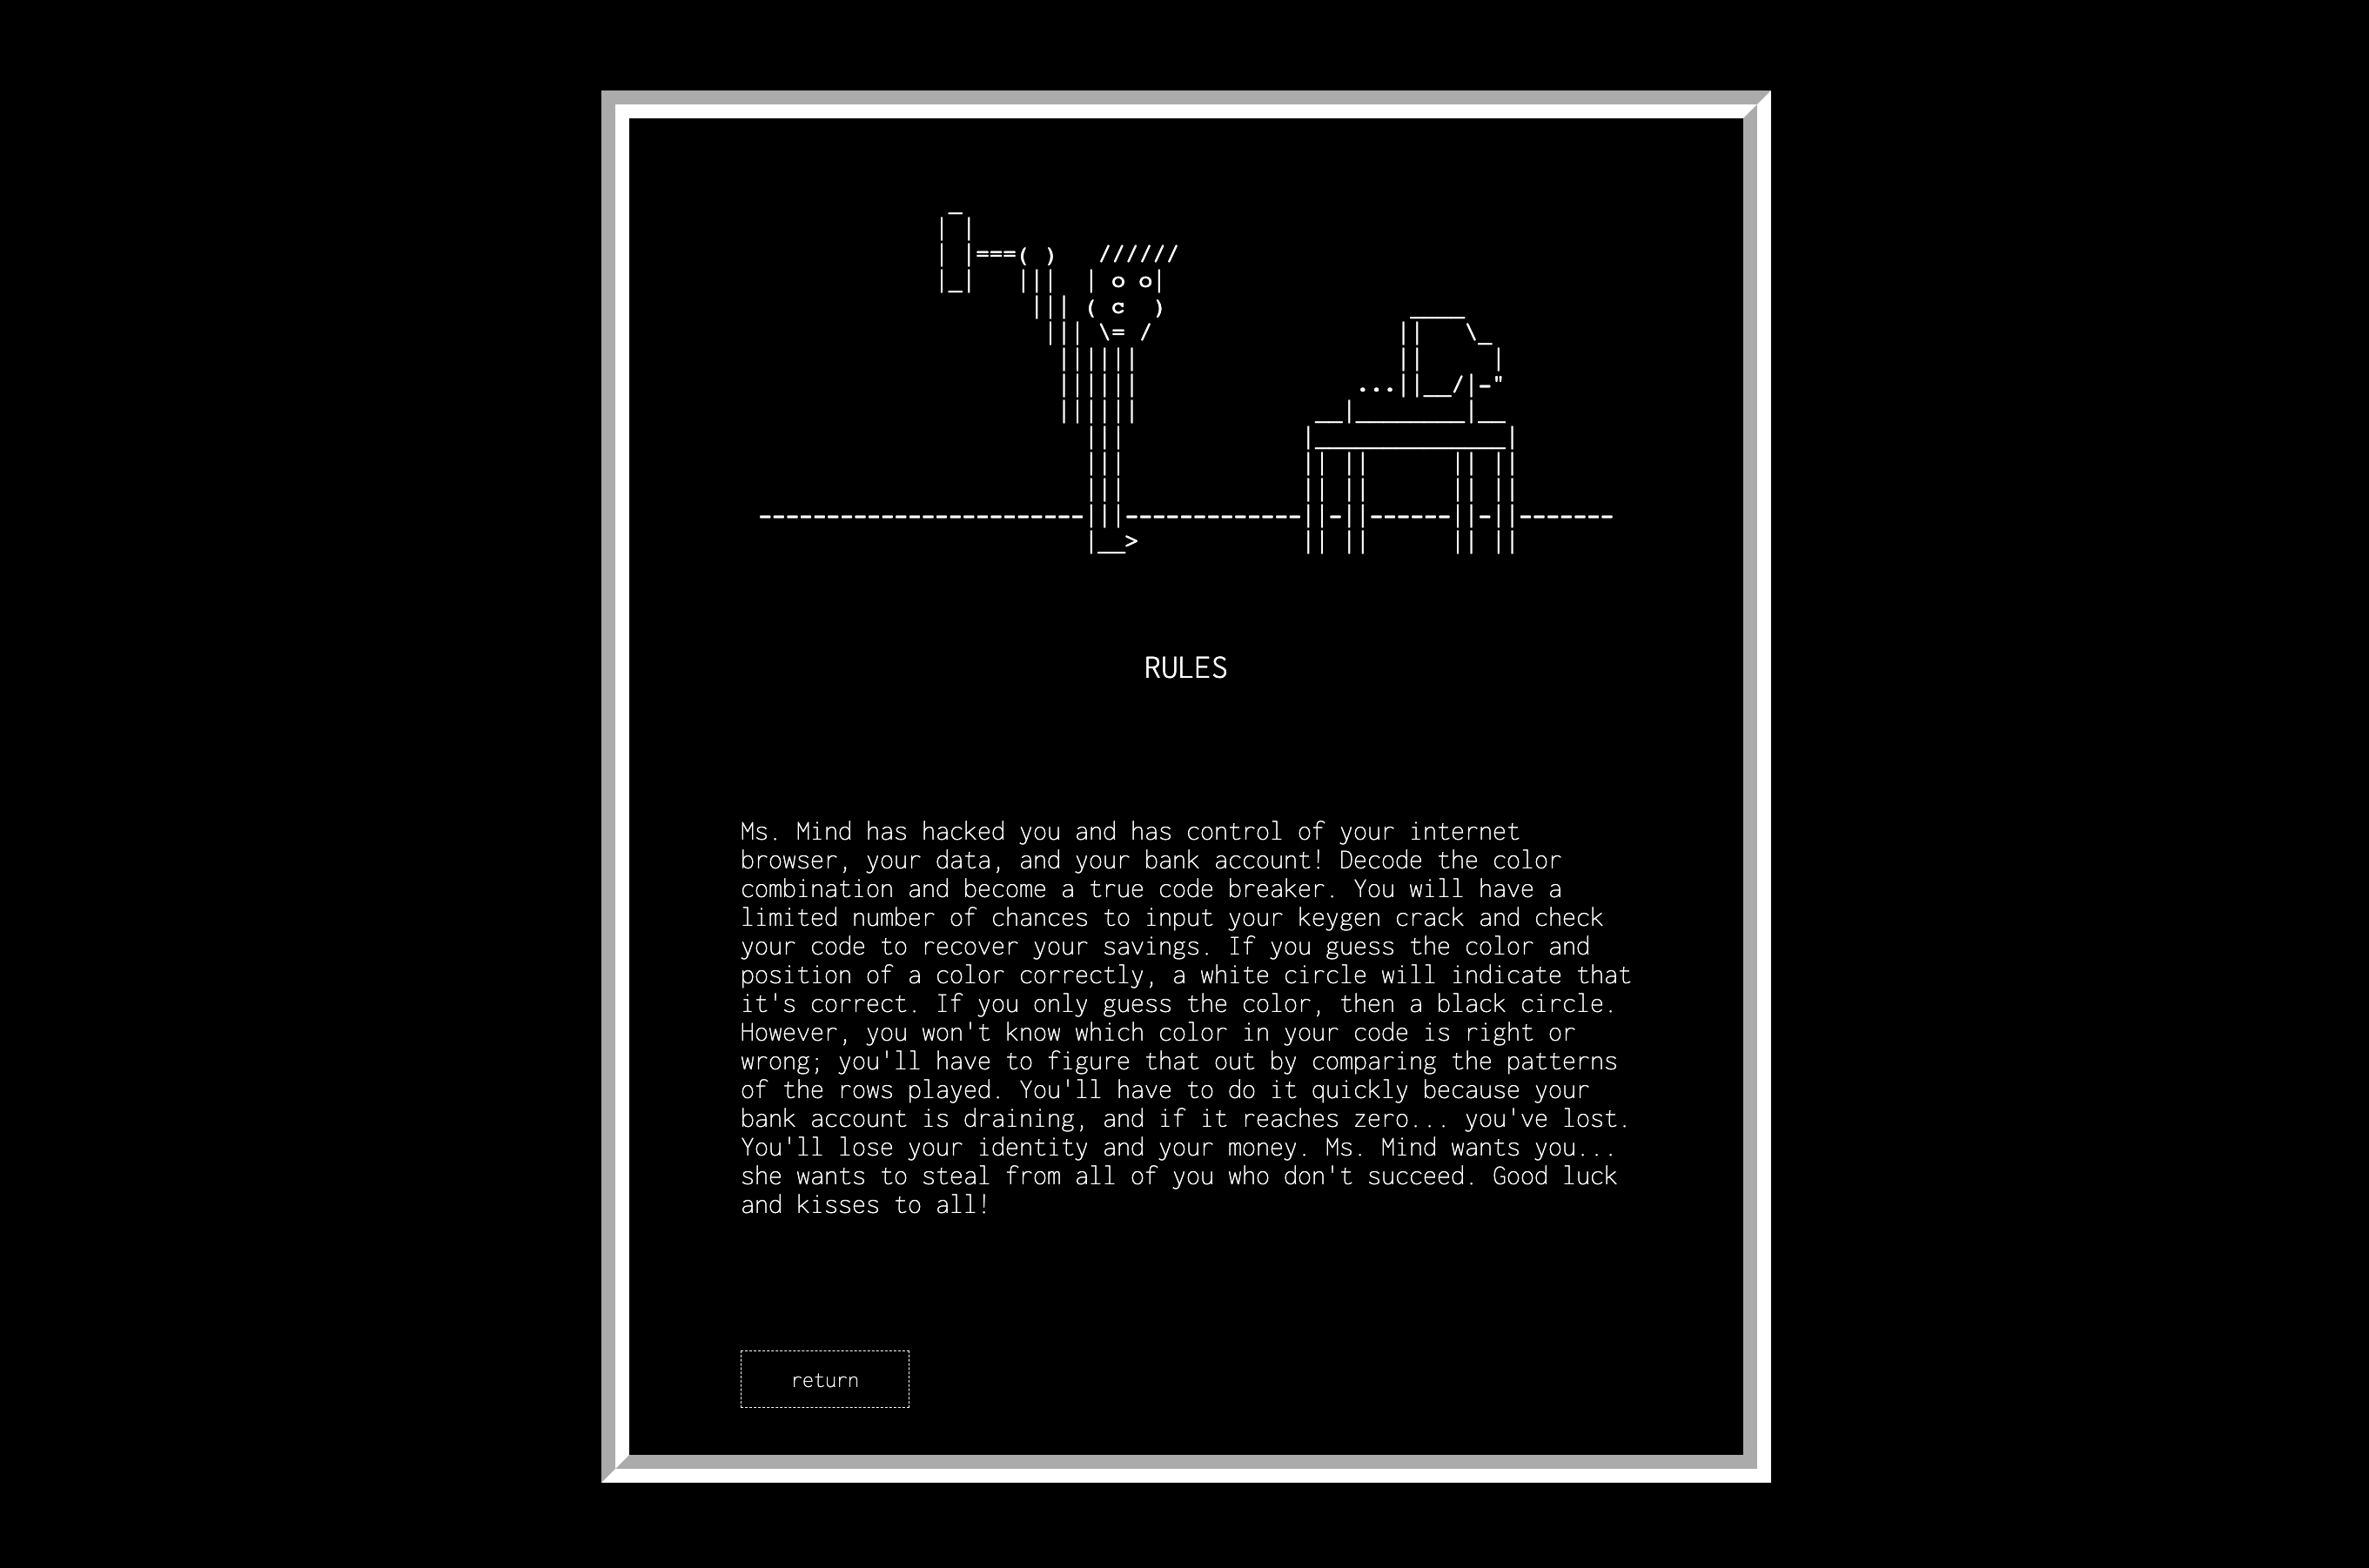 RULES
Ms. Mind has hacked you and has control of your internet
browser, your data, and your bank account! Decode the color
combination and become a true code breaker. You will have a
limited number of chances to input your keygen crack and check
your code to recover your savings. If you guess the color and
position of a color correctly, a white circle will indicate that
it's correct. If you only guess the color, then a black circle.
However, you won't know which color in your code is right or
wrong; you'll have to figure that out by comparing the patterns
of the rows played. You'll have to do it quickly because your
bank account is draining, and if it reaches zero... you've lost.
You'll lose your identity and your money. Ms. Mind wants you...
she wants to steal from all of you who don't succeed. Good luck
and kisses to all!
return